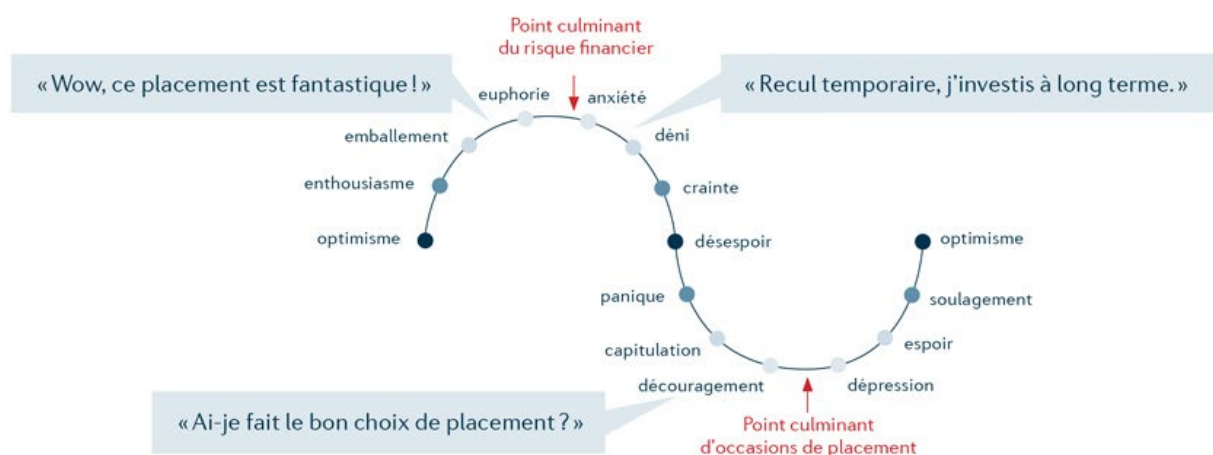 Point culminant
du risque financier
« Wow, ce placement est fantastique ! »
« Recul temporaire, j’investis à long terme. »
euphorie
anxiété
emballement
déni
enthousiasme
crainte
optimisme
désespoir
optimisme
panique
soulagement
capitulation
espoir
découragement
dépression
« Ai-je fait le bon choix de placement ? »
Point culminant
d’occasions de placement